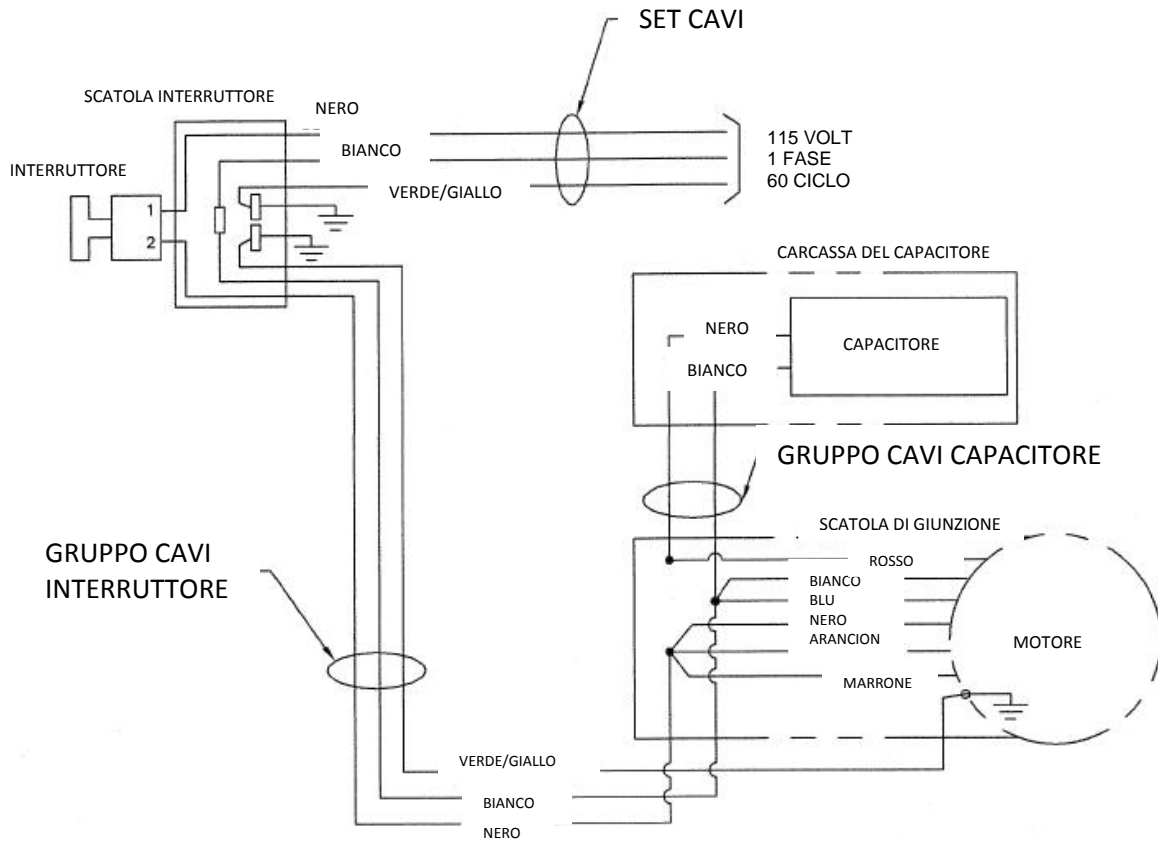 SET CAVI
SCATOLA INTERRUTTORE
NERO
BIANCO
115 VOLT
1 FASE
60 CICLO
INTERRUTTORE
VERDE/GIALLO
1
2
CARCASSA DEL CAPACITORE
NERO
CAPACITORE
BIANCO
GRUPPO CAVI CAPACITORE
SCATOLA DI GIUNZIONE
GRUPPO CAVI
INTERRUTTORE
ROSSO
BIANCO
BLU
NERO
ARANCION
MOTORE
MARRONE
VERDE/GIALLO
BIANCO
NERO